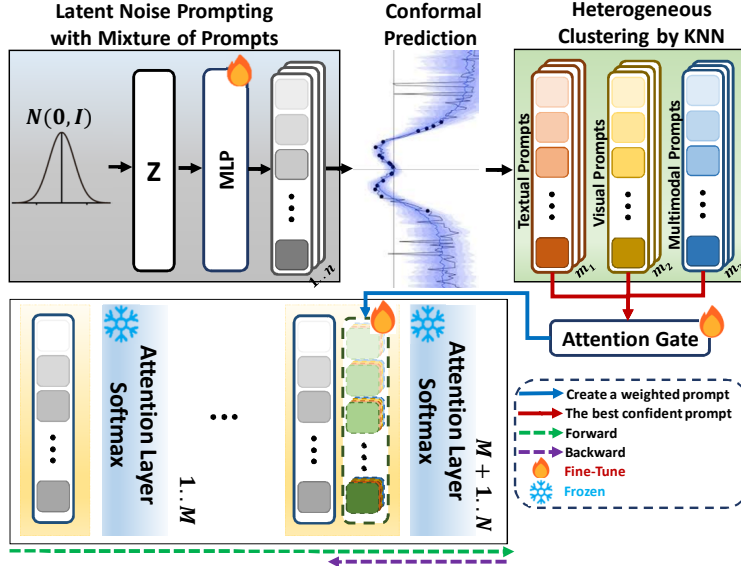 Latent Noise Prompting
with Mixture of Prompts
Conformal
Prediction
Heterogeneous
Clustering by KNN
N(0, I)
Z
MLP
1..n
Textual Prompts
Visual Prompts
Multimodal Prompts
m₁
m₂
Attention Gate
Attention Layer
Softmax
1..M
...
Attention Layer
Softmax
M + 1..N
Create a weighted prompt
The best confident prompt
Forward
Backward
Fine-Tune
Frozen